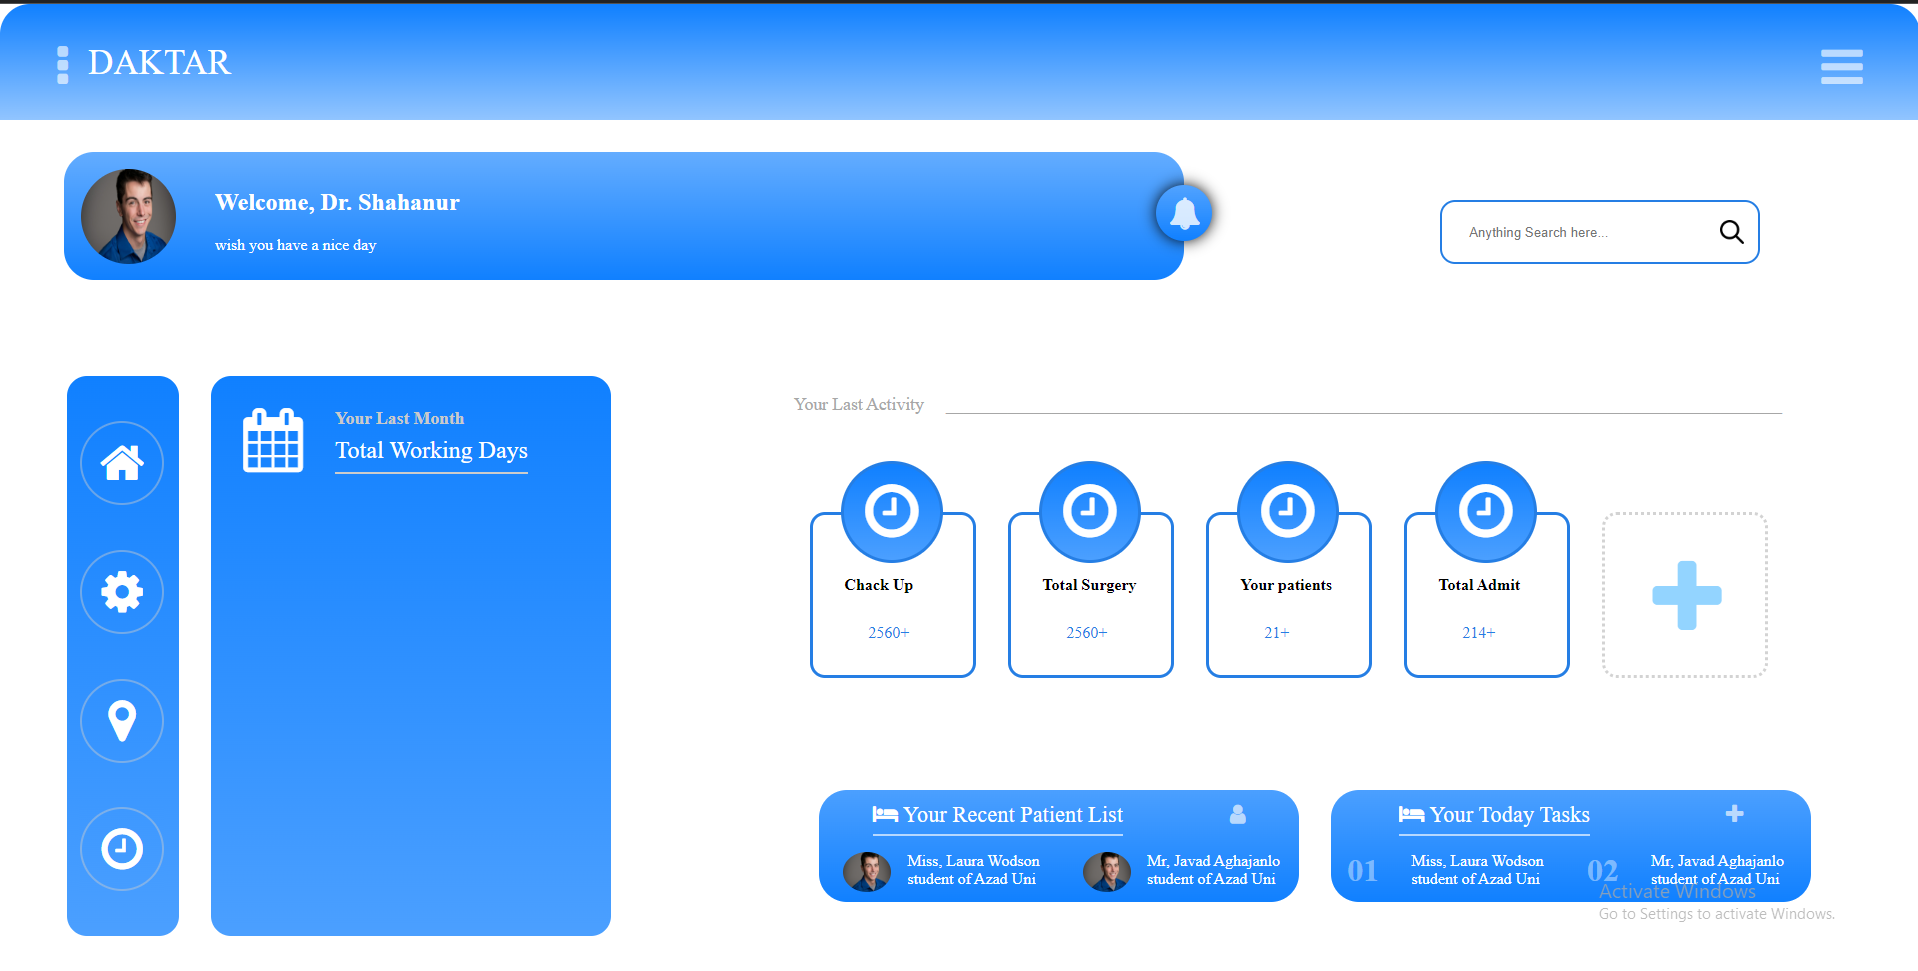 DAKTAR
Welcome, Dr. Shahanur
wish you have a nice day
Anything Search here...
Your Last Month
Total Working Days
Your Last Activity
Chack Up
2560+
Total Surgery
2560+
Your patients
21+
Total Admit
214+
Your Recent Patient List
Miss, Laura Wodson
student of Azad Uni
Mr, Javad Aghajanlo
student of Azad Uni
Your Today Tasks
01
Miss, Laura Wodson
student of Azad Uni
02
Mr, Javad Aghajanlo
student of Azad Uni
Activate Windows
Go to Settings to activate Windows.